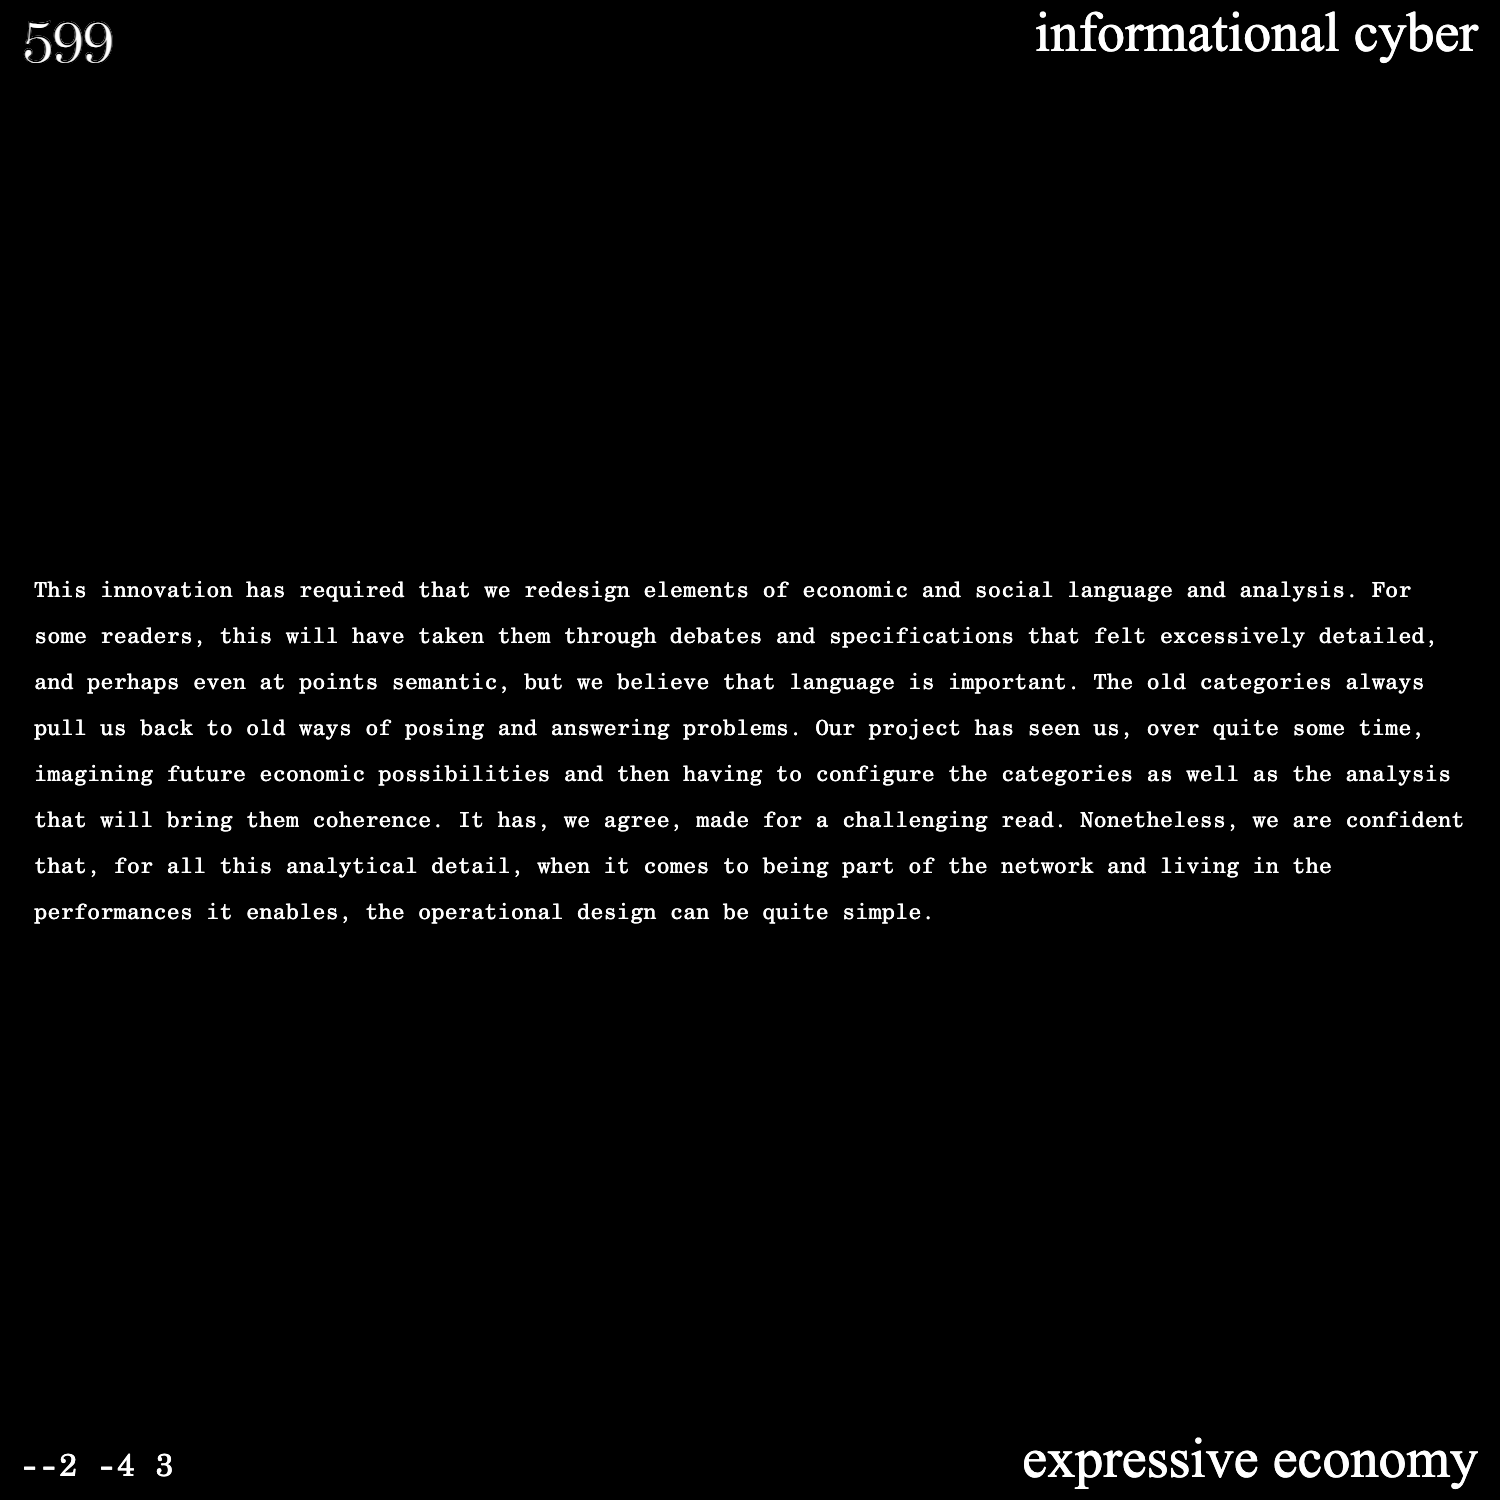 599
informational cyber
This innovation has required that we redesign elements of economic and social language and analysis. For
some readers, this will have taken them through debates and specifications that felt excessively detailed,
and perhaps even at points semantic, but we believe that language is important. The old categories always
pull us back to old ways of posing and answering problems. Our project has seen us, over quite some time,
imagining future economic possibilities and then having to configure the categories as well as the analysis
that will bring them coherence. It has, we agree, made for a challenging read. Nonetheless, we are confident
that, for all this analytical detail, when it comes to being part of the network and living in the
performances it enables, the operational design can be quite simple.
--2 -4 3
expressive economy